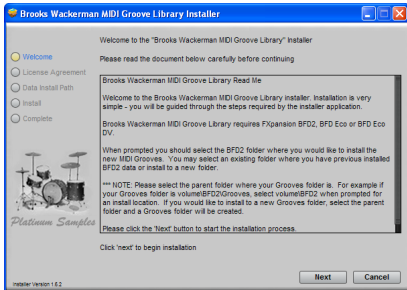 Brooks Wackerman MIDI Groove Library Installer
Welcome to the "Brooks Wackerman MIDI Groove Library" Installer
Please read the document below carefully before continuing
Welcome
License Agreement
Data Install Path
Install
Complete
Brooks Wackerman MIDI Groove Library Read Me
Welcome to the Brooks Wackerman MIDI Groove Library installer. Installation is very
simple - you will be guided through the steps required by the installer application.
Brooks Wackerman MIDI Groove Library requires FXpansion BFD2, BFD Eco or BFD Eco
DV.
When prompted you should select the BFD2 folder where you would like to install the
new MIDI Grooves. You may select an existing folder where you have previous installed
BFD2 data or install to a new folder.
*** NOTE: Please select the parent folder where your Grooves folder is. For example if
your Grooves folder is volume\BFD2\Grooves, select volume\BFD2 when prompted for
an install location. If you would like to install to a new Grooves folder, select the parent
folder and a Grooves folder will be created.
Please click the 'Next' button to start the installation process.
Platinum Samples
Click 'next' to begin installation
Installer Version 1.6.2
Next
Cancel